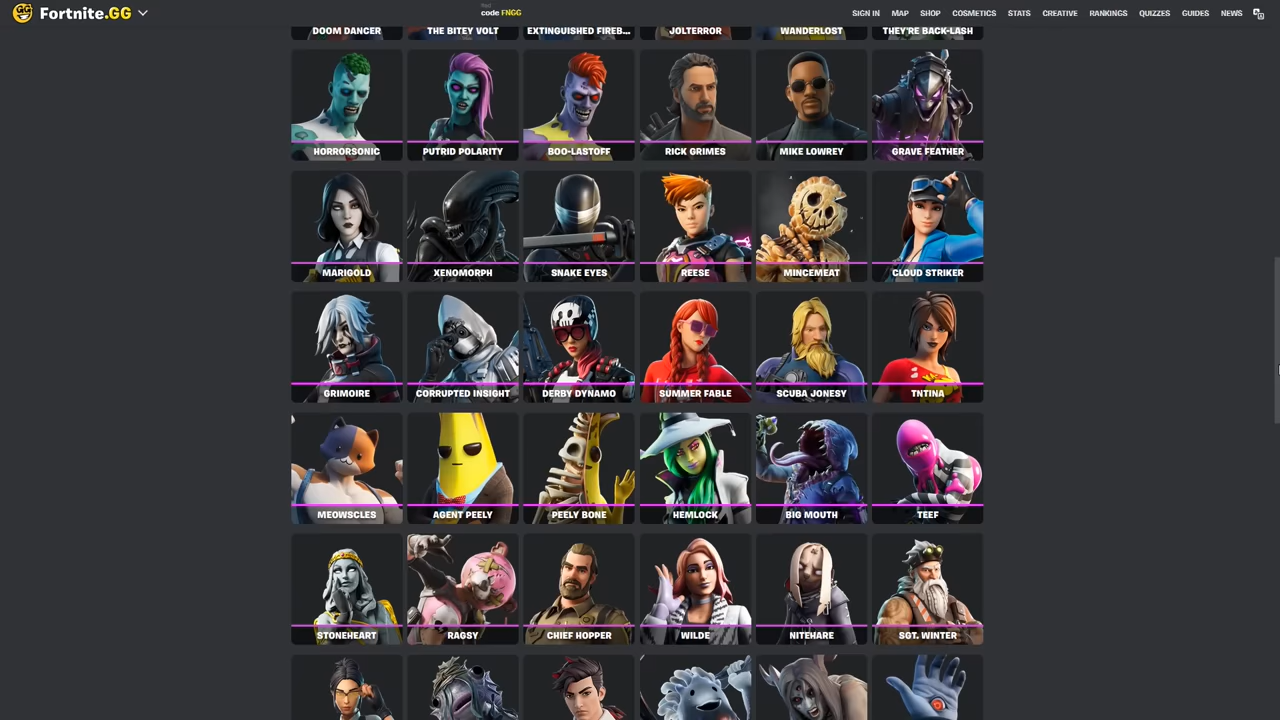 Fortnite.GG
code FNGG
SIGN IN MAP SHOP COSMETICS STATS CREATIVE RANKINGS QUIZZES GUIDES NEWS
DOOM DANCER THE BITEY VOLT EXTINGUISHED FIREB... JOLTERROR WANDERLOST THEY'RE BACK-LASH
HORRORSONIC PUTRID POLARITY BOO-LASTOFF RICK GRIMES MIKE LOWREY GRAVE FEATHER
MARIGOLD XENOMORPH SNAKE EYES REESE MINCEMEAT CLOUD STRIKER
GRIMOIRE CORRUPTED INSIGHT DERBY DYNAMO SUMMER FABLE SCUBA JONESY TNTINA
MEOWSCLES AGENT PEELY PEELY BONE HEMLOCK BIG MOUTH TEEF
STONEHEART RAGSY CHIEF HOPPER WILDE NITEHARE SGT. WINTER